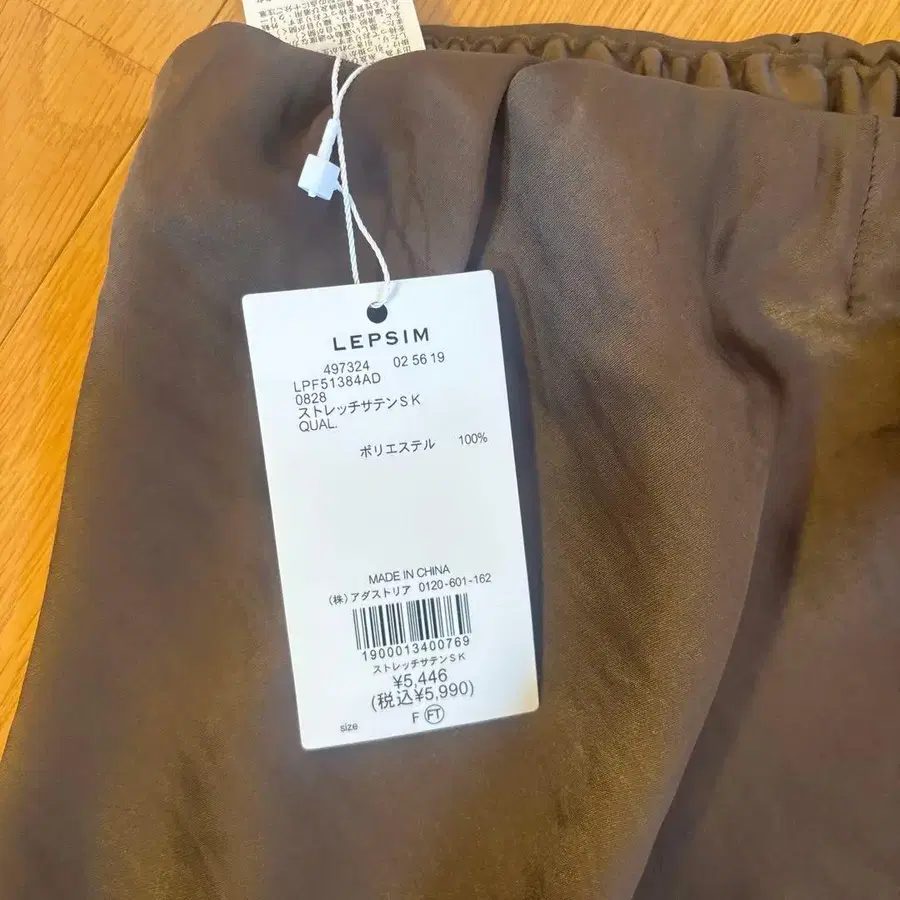 LEPSIM
497324 02 56 19
LPF51384AD
0828
ストレッチサテンSK
QUAL.
ポリエステル 100%
MADE IN CHINA
(株)アダストリア 0120-601-162
1900013400769
ストレッチサテンSK
¥5,446
(税込¥5,990)
size F FT